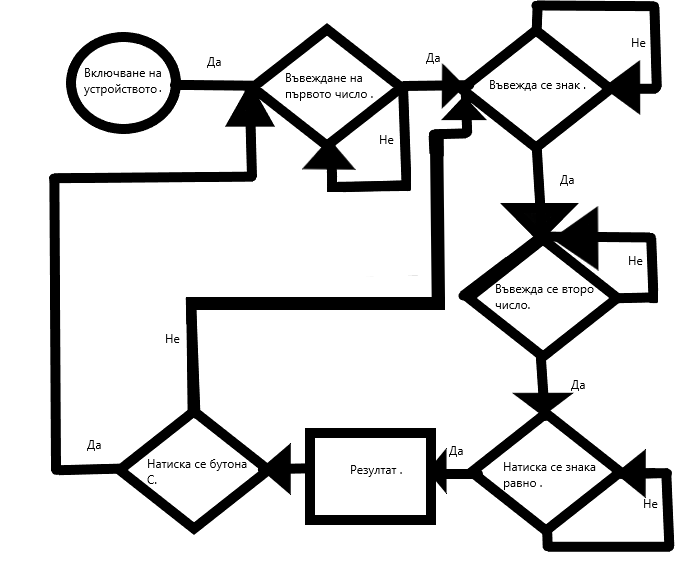 Включване на
устройството.
Да
Въвеждане на
първото число .
Не
Да
Въвежда се знак .
Не
Да
Въвежда се второ
число.
Не
Да
Натиска се знака
равно .
Не
Да
Резултат .
Натиска се бутона
С.
Не
Да